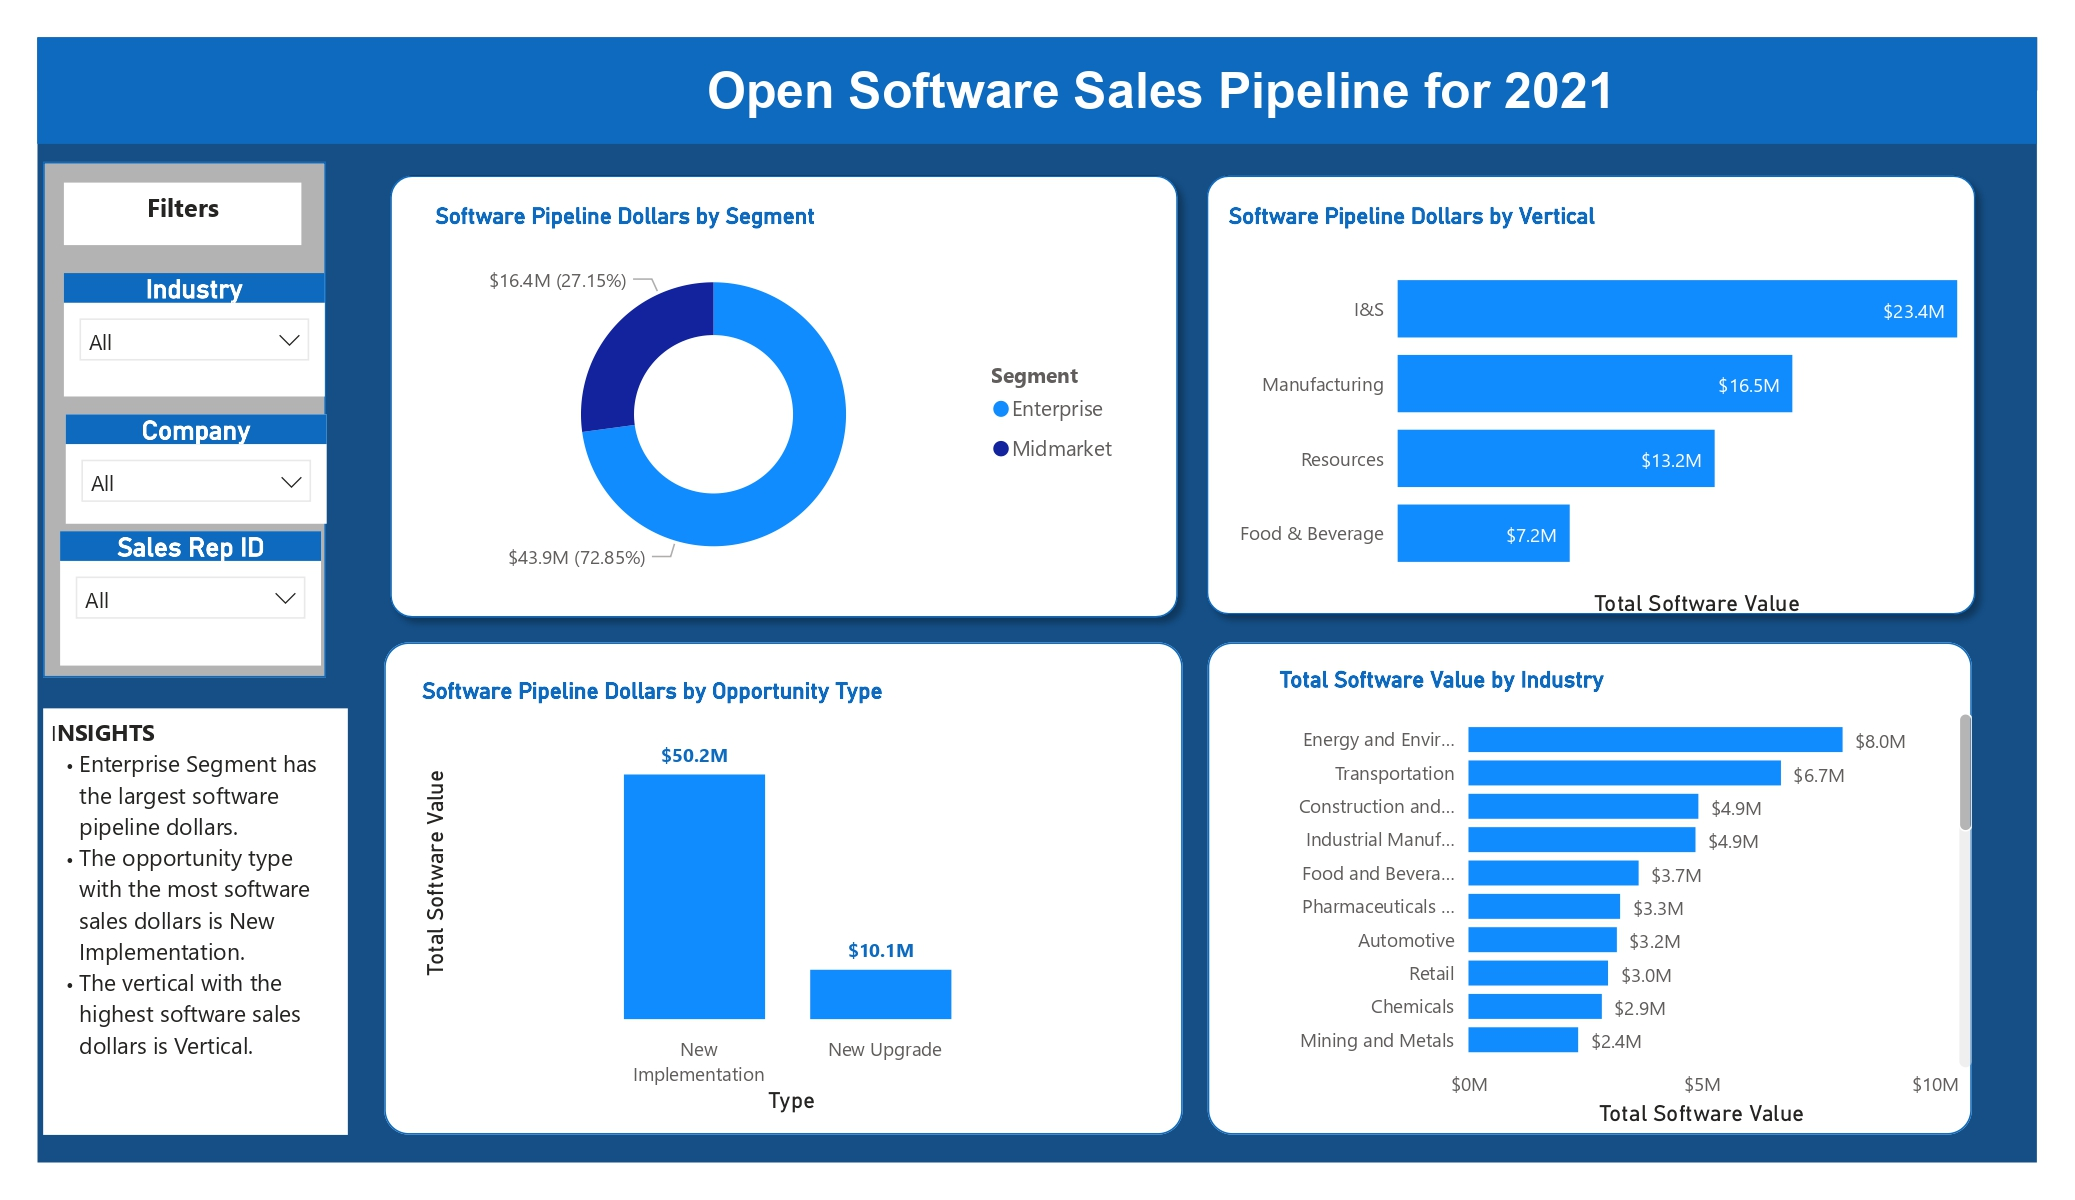 Open Software Sales Pipeline for 2021
Filters
Industry
All
Company
All
Sales Rep ID
All
INSIGHTS
• Enterprise Segment has
the largest software
pipeline dollars.
• The opportunity type
with the most software
sales dollars is New
Implementation.
• The vertical with the
highest software sales
dollars is Vertical.
Software Pipeline Dollars by Segment
$16.4M (27.15%)
$43.9M (72.85%)
Segment
Enterprise
Midmarket
Software Pipeline Dollars by Vertical
I&S $23.4M
Manufacturing $16.5M
Resources $13.2M
Food & Beverage $7.2M
Total Software Value
Software Pipeline Dollars by Opportunity Type
Total Software Value
$50.2M
$10.1M
New
Implementation
New Upgrade
Type
Total Software Value by Industry
Energy and Envir... $8.0M
Transportation $6.7M
Construction and... $4.9M
Industrial Manuf... $4.9M
Food and Bevera... $3.7M
Pharmaceuticals ... $3.3M
Automotive $3.2M
Retail $3.0M
Chemicals $2.9M
Mining and Metals $2.4M
$0M $5M $10M
Total Software Value